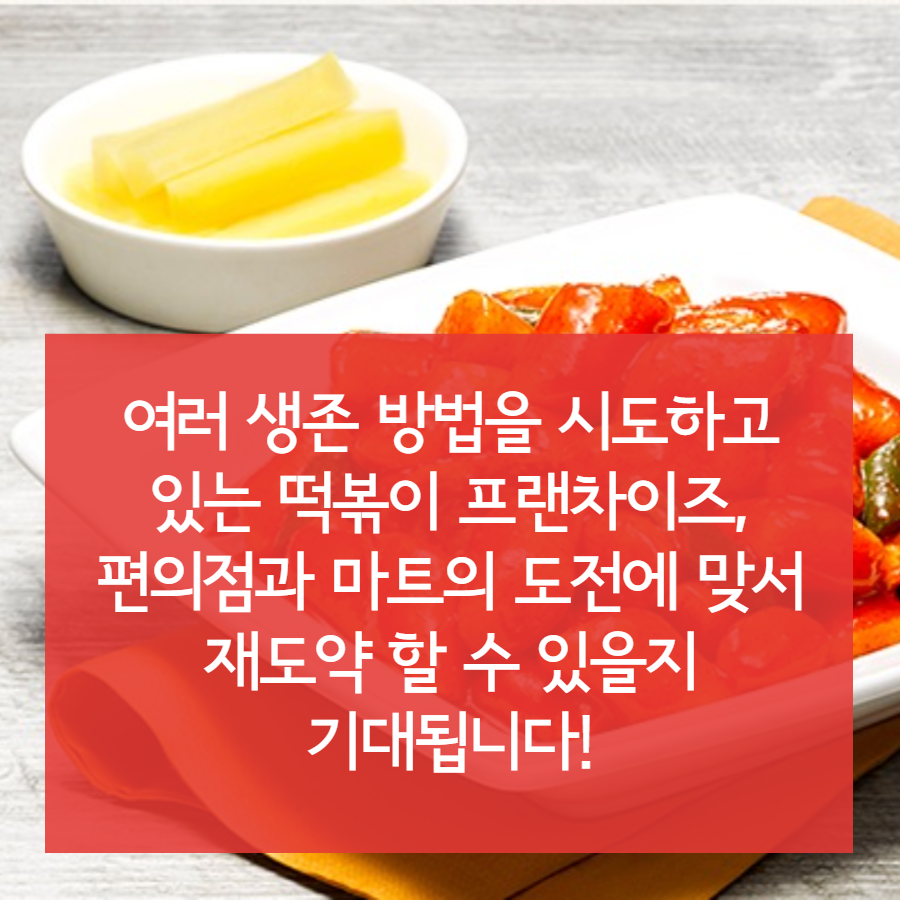 여러 생존 방법을 시도하고
있는 떡볶이 프랜차이즈,
편의점과 마트의 도전에 맞서
재도약 할 수 있을지
기대됩니다!